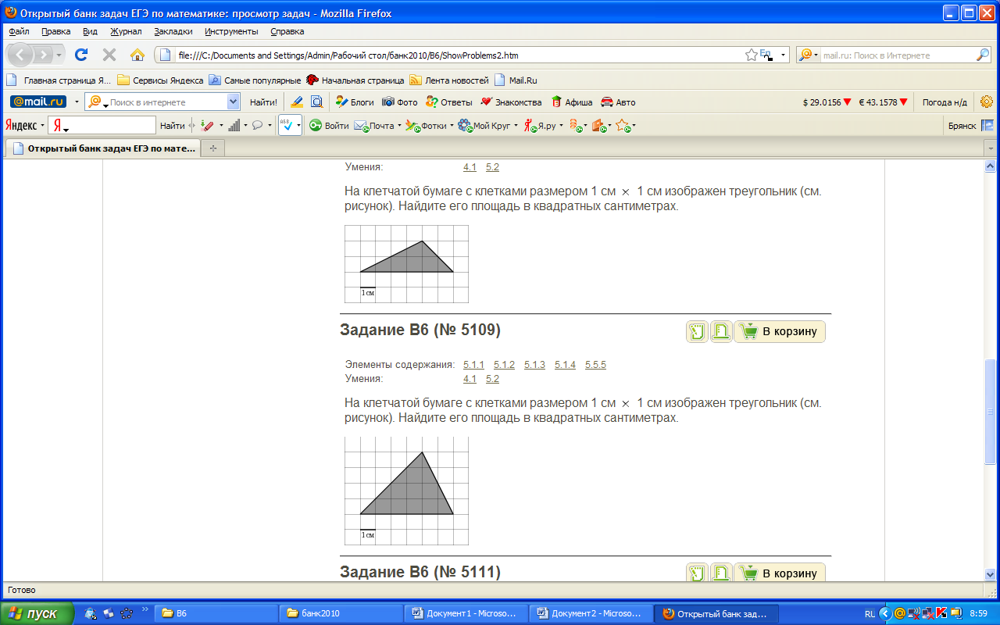 Открытый банк задач ЕГЭ по математике: просмотр задач - Mozilla Firefox
Файл Правка Вид Журнал Закладки Инструменты Справка
file:///C:/Documents and Settings/Admin/Рабочий стол/банк2010/B6/ShowProblems2.htm
mail.ru: Поиск в Интернете
Главная страница Я... Сервисы Яндекса Самые популярные Начальная страница Лента новостей Mail.Ru
@mail.ru Поиск в интернете Найти! Блоги Фото Ответы Знакомства Афиша Авто $ 29.0156 € 43.1578 Погода н/д
Яндекс Я Найти Войти Почта Фотки Мой Круг Я.ру Брянск
Открытый банк задач ЕГЭ по мате...
Умения: 4.1 5.2
На клетчатой бумаге с клетками размером 1 см × 1 см изображен треугольник (см.
рисунок). Найдите его площадь в квадратных сантиметрах.
1 см
Задание B6 (№ 5109) В корзину
Элементы содержания: 5.1.1 5.1.2 5.1.3 5.1.4 5.5.5
Умения: 4.1 5.2
На клетчатой бумаге с клетками размером 1 см × 1 см изображен треугольник (см.
рисунок). Найдите его площадь в квадратных сантиметрах.
1 см
Задание B6 (№ 5111) В корзину
Готово
пуск B6 банк2010 Документ1 - Microso... Документ2 - Microso... Открытый банк зад... RU 8:59